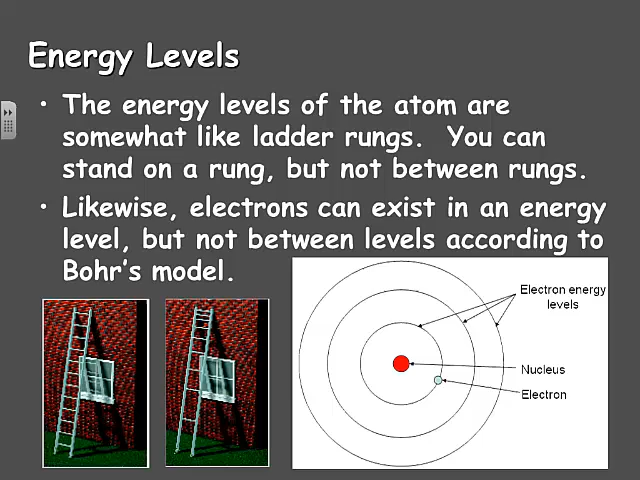 Energy Levels
• The energy levels of the atom are
somewhat like ladder rungs. You can
stand on a rung, but not between rungs.
• Likewise, electrons can exist in an energy
level, but not between levels according to
Bohr's model.
Electron energy
levels
Nucleus
Electron